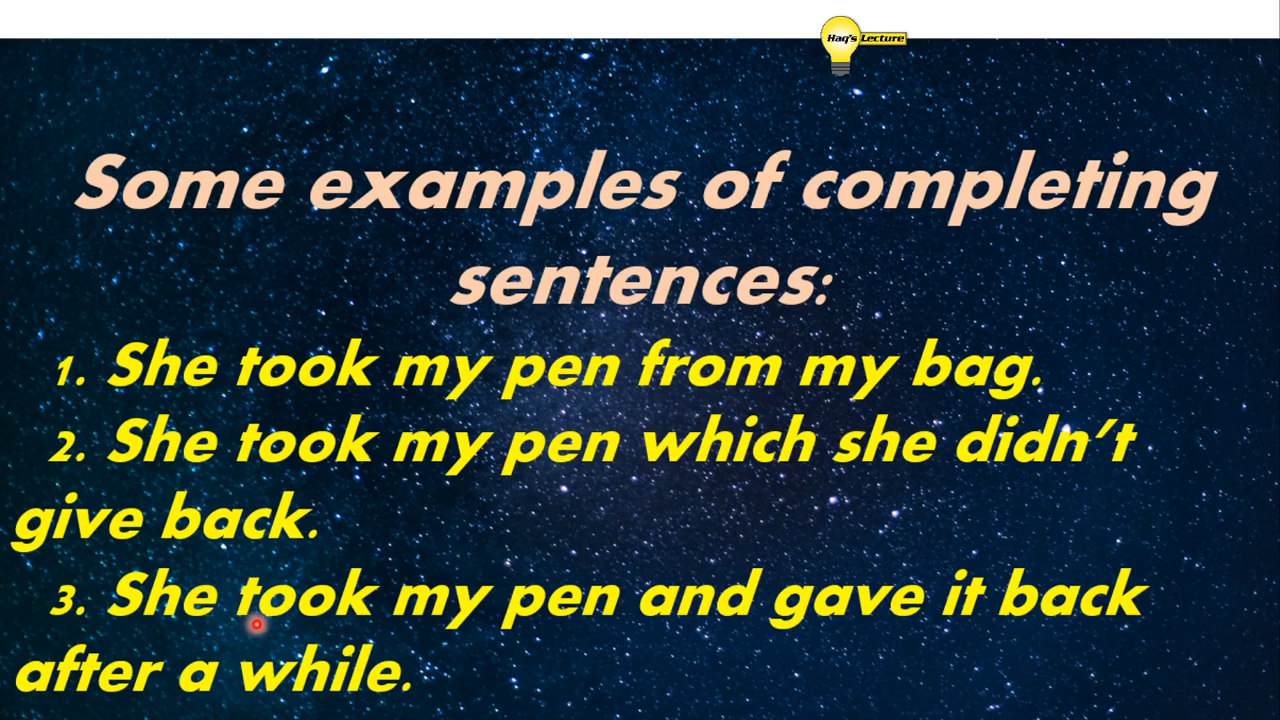 Haq's Lecture
Some examples of completing
sentences:
1. She took my pen from my bag.
2. She took my pen which she didn't
give back.
3. She took my pen and gave it back
after a while.